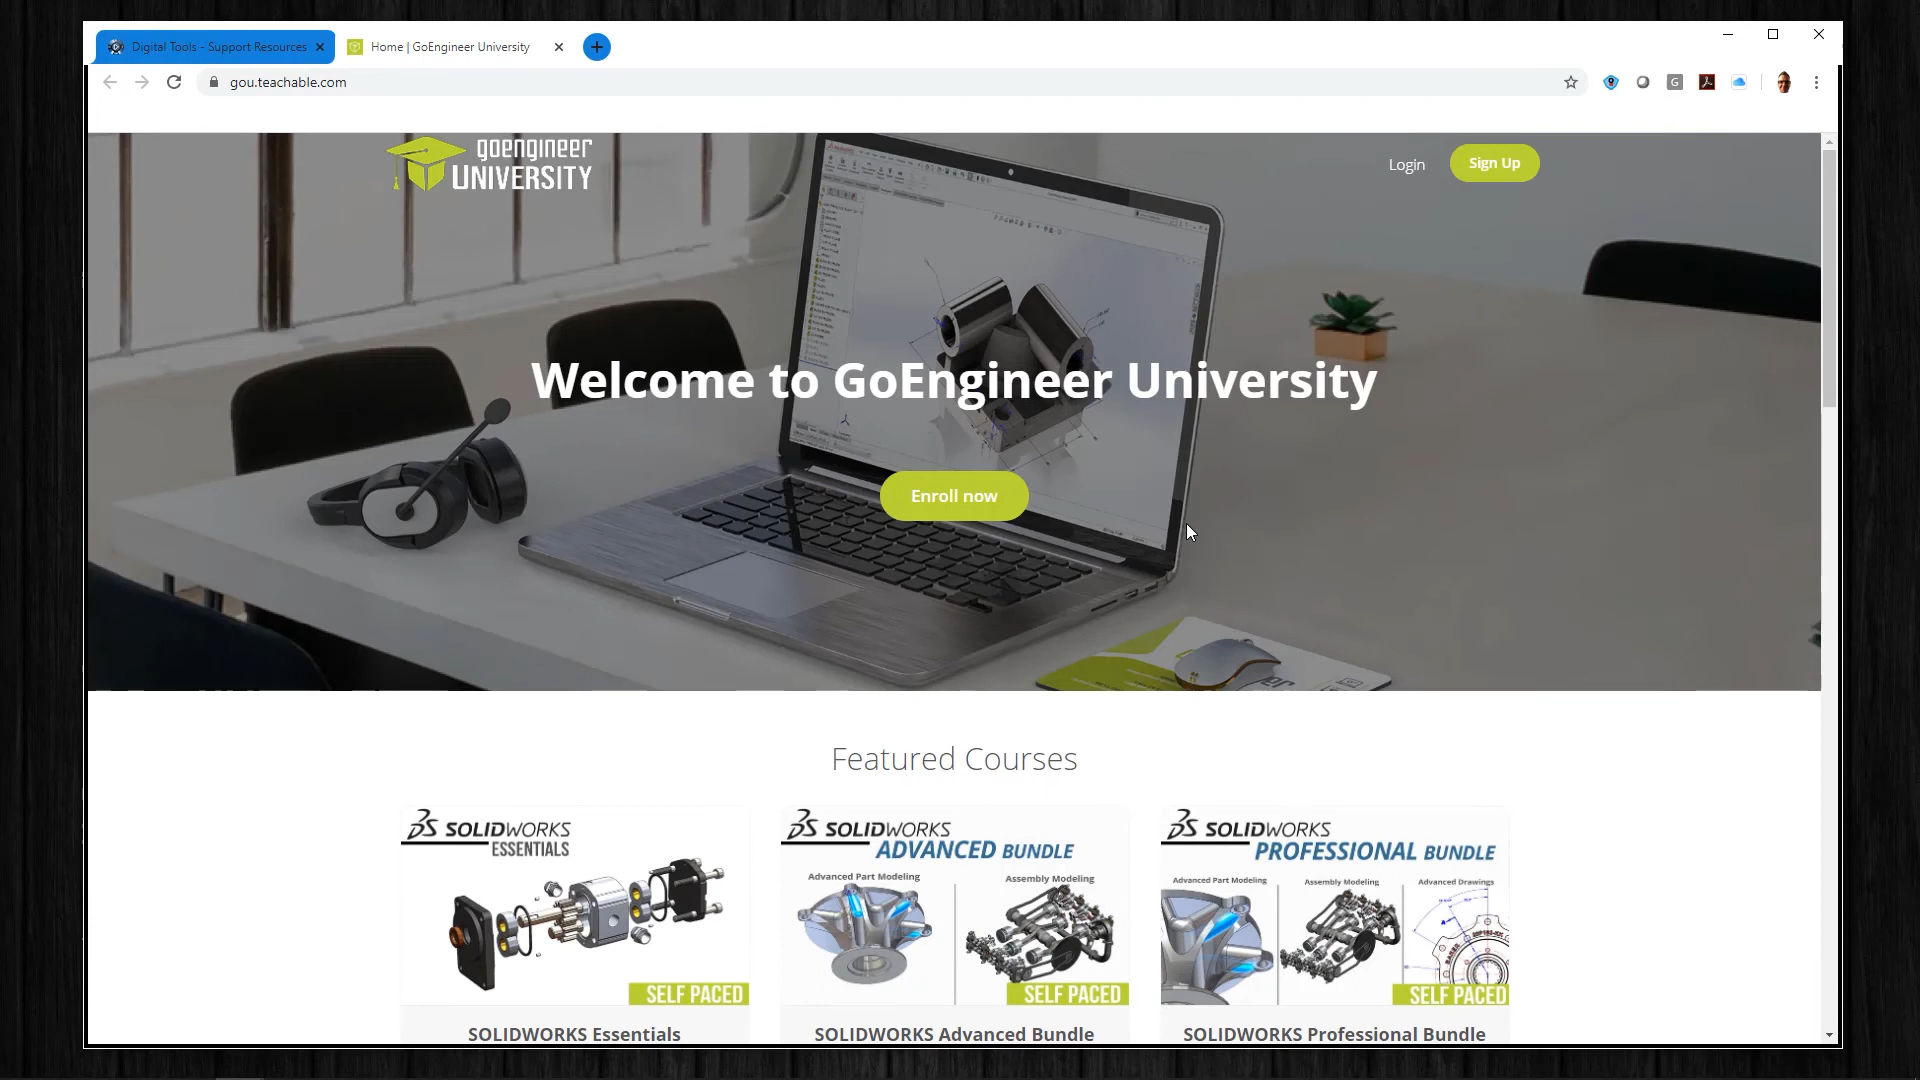 Digital Tools - Support Resources
Home | GoEngineer University
gou.teachable.com
goengineer
UNIVERSITY
Login
Sign Up
Welcome to GoEngineer University
Enroll now
Featured Courses
SOLIDWORKS
ESSENTIALS
SELF PACED
SOLIDWORKS Essentials
SOLIDWORKS
ADVANCED BUNDLE
Advanced Part Modeling
Assembly Modeling
SELF PACED
SOLIDWORKS Advanced Bundle
SOLIDWORKS
PROFESSIONAL BUNDLE
Advanced Part Modeling
Assembly Modeling
Advanced Drawings
SELF PACED
SOLIDWORKS Professional Bundle